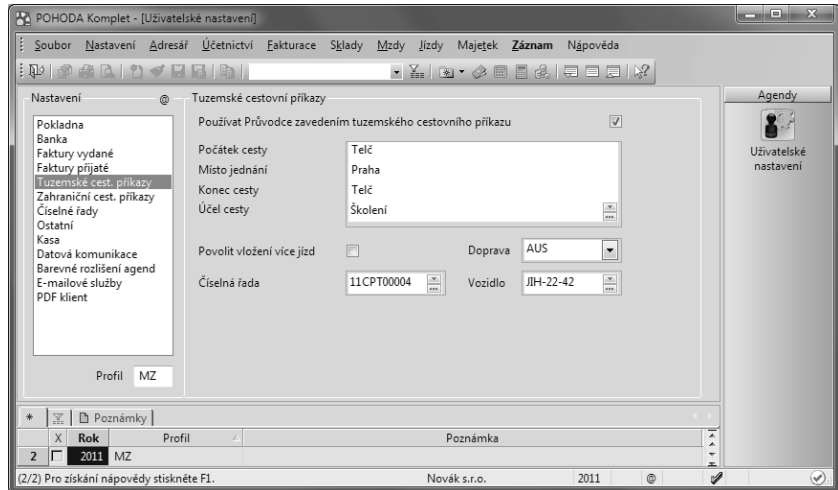 POHODA Komplet - [Uživatelské nastavení]
Soubor Nastavení Adresář Účetnictví Fakturace Sklady Mzdy Jízdy Majetek Záznam Nápověda
Nastavení @
Pokladna
Banka
Faktury vydané
Faktury přijaté
Tuzemské cest. příkazy
Zahraniční cest. příkazy
Číselné řady
Ostatní
Kasa
Datová komunikace
Barevné rozlišení agend
E-mailové služby
PDF klient
Profil MZ
Tuzemské cestovní příkazy
Používat Průvodce zavedením tuzemského cestovního příkazu
Počátek cesty Telč
Místo jednání Praha
Konec cesty Telč
Účel cesty Školení
Povolit vložení více jízd Doprava AUS
Číselná řada 11CPT00004 Vozidlo JIH-22-42
Agendy
Uživatelské
nastavení
* Poznámky
X Rok Profil Poznámka
2 2011 MZ
(2/2) Pro získání nápovědy stiskněte F1. Novák s.r.o. 2011 @